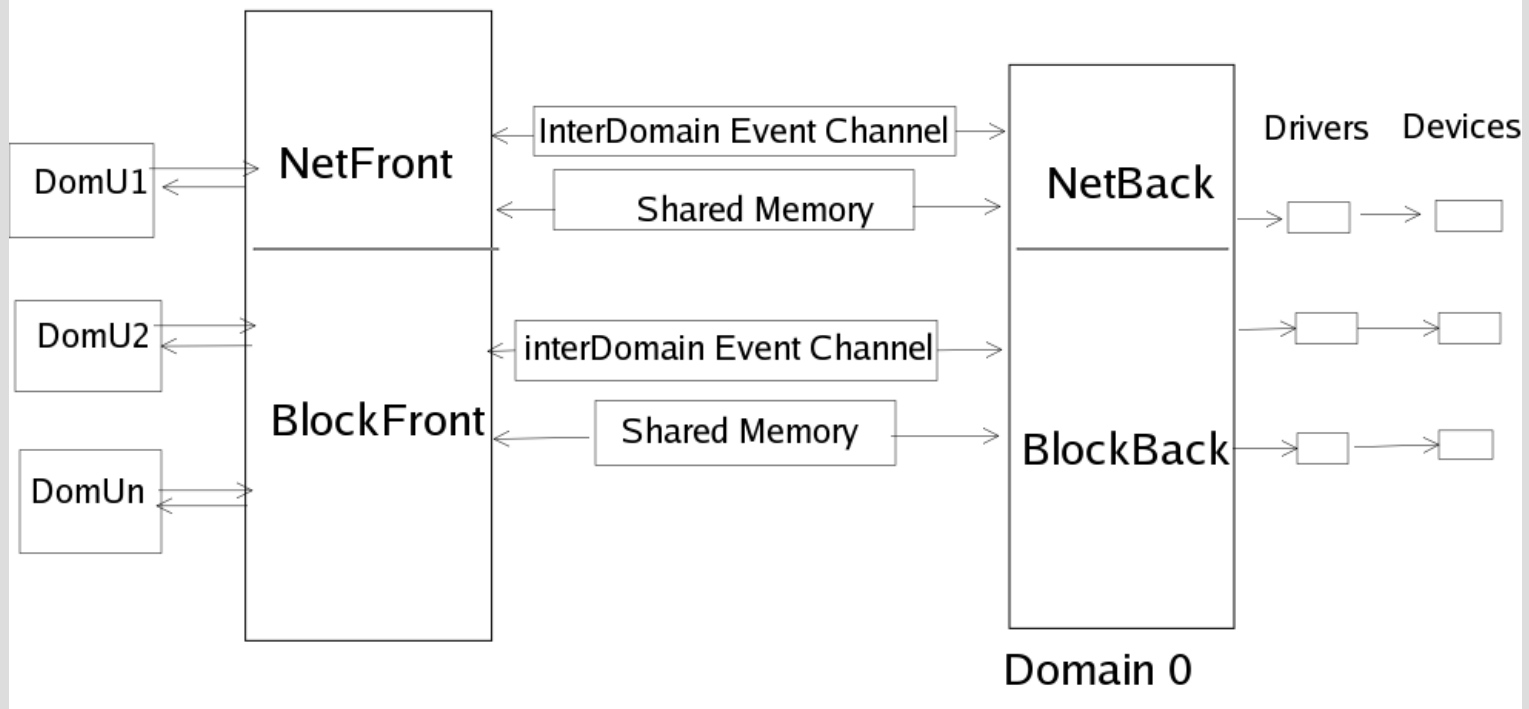 DomU1
DomU2
DomUn
NetFront
BlockFront
InterDomain Event Channel
Shared Memory
interDomain Event Channel
Shared Memory
NetBack
BlockBack
Domain 0
Drivers
Devices